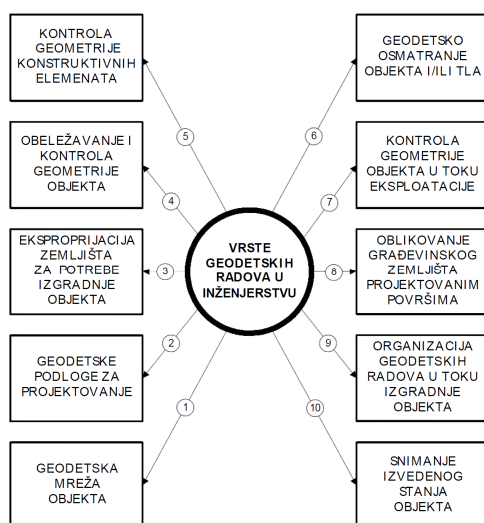 KONTROLA
GEOMETRIJE
KONSTRUKTIVNIH
ELEMENATA
GEODETSKO
OSMATRANJE
OBJEKTA I/ILI TLA
5
6
OBELEŽAVANJE I
KONTROLA
GEOMETRIJE
OBJEKTA
KONTROLA
GEOMETRIJE
OBJEKTA U TOKU
EKSPLOATACIJE
4
7
EKSPROPRIJACIJA
ZEMLJIŠTA
ZA POTREBE
IZGRADNJE
OBJEKTA
3
VRSTE
GEODETSKIH
RADOVA U
INŽENJERSTVU
8
OBLIKOVANJE
GRAĐEVINSKOG
ZEMLJIŠTA
PROJEKTOVANIM
POVRŠIMA
2
9
GEODETSKE
PODLOGE ZA
PROJEKTOVANJE
ORGANIZACIJA
GEODETSKIH
RADOVA U TOKU
IZGRADNJE
OBJEKTA
1
10
GEODETSKA
MREŽA
OBJEKTA
SNIMANJE
IZVEDENOG
STANJA
OBJEKTA